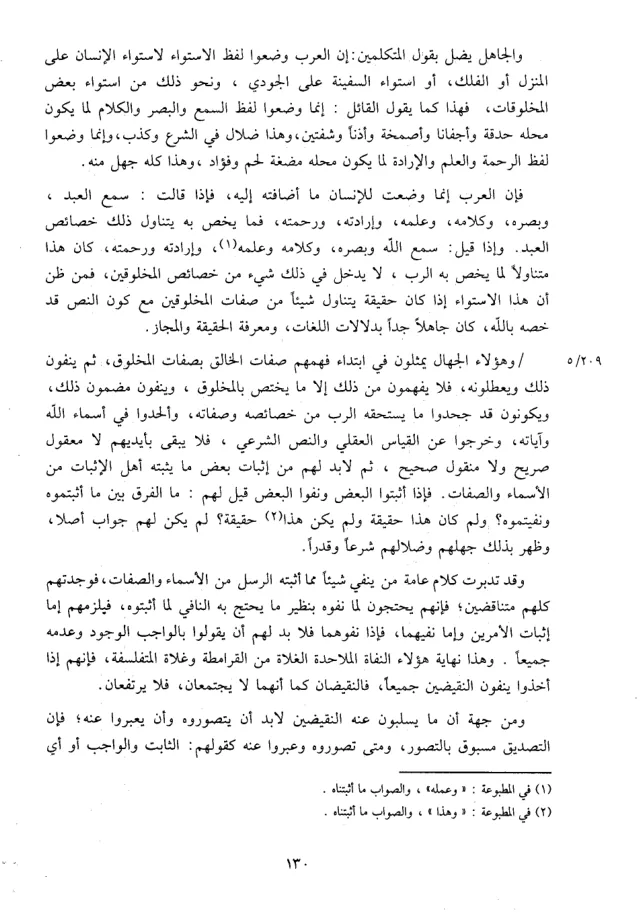 والجاهل يضل بقول المتكلمين: إن العرب وضعوا لفظ الاستواء لاستواء الإنسان على
المنزل أو الفلك، أو استواء السفينة على الجودي ، ونحو ذلك من استواء بعض
المخلوقات، فهذا كما يقول القائل : إنما وضعوا لفظ السمع والبصر والكلام لما يكون
محله حدقة وأجفانا وأصمخة وأذناً وشفتين، وهذا ضلال في الشرع وكذب، وإنما وضعوا
لفظ الرحمة والعلم والإرادة لما يكون محله مضغة لحم وفؤاد ، وهذا كله جهل منه.
فإن العرب إنما وضعت للإنسان ما أضافته إليه، فإذا قالت : سمع العبد ،
وبصره، وكلامه، وعلمه، وإرادته، ورحمته، فما يخص به يتناول ذلك خصائص
العبد. وإذا قيل: سمع الله وبصره، وكلامه وعلمه(١)، وإرادته ورحمته، كان هذا
متناولاً لما يخص به الرب ، لا يدخل في ذلك شيء من خصائص المخلوقين، فمن ظن
أن هذا الاستواء إذا كان حقيقة يتناول شيئاً من صفات المخلوقين مع كون النص قد
خصه بالله، كان جاهلاً جداً بدلالات اللغات، ومعرفة الحقيقة والمجاز.
٥/٢٠٩ / وهؤلاء الجهال يمثلون في ابتداء فهمهم صفات الخالق بصفات المخلوق، ثم ينفون
ذلك ويعطلونه، فلا يفهمون من ذلك إلا ما يختص بالمخلوق ، وينفون مضمون ذلك،
ويكونون قد جحدوا ما يستحقه الرب من خصائصه وصفاته، وألحدوا في أسماء الله
وآياته، وخرجوا عن القياس العقلي والنص الشرعي ، فلا يبقى بأيديهم لا معقول
صريح ولا منقول صحيح ، ثم لابد لهم من إثبات بعض ما يثبته أهل الإثبات من
الأسماء والصفات. فإذا أثبتوا البعض ونفوا البعض قيل لهم : ما الفرق بين ما أثبتموه
ونفيتموه؟ ولم كان هذا حقيقة ولم يكن هذا(٢) حقيقة؟ لم يكن لهم جواب أصلا،
وظهر بذلك جهلهم وضلالهم شرعاً وقدراً.
وقد تدبرت كلام عامة من ينفي شيئاً مما أثبته الرسل من الأسماء والصفات، فوجدتهم
كلهم متناقضين؛ فإنهم يحتجون لما نفوه بنظير ما يحتج به النافي لما أثبتوه، فيلزمهم إما
إثبات الأمرين وإما نفيهما، فإذا نفوهما فلا بد لهم أن يقولوا بالواجب الوجود وعدمه
جميعاً . وهذا نهاية هؤلاء النفاة الملاحدة الغلاة من القرامطة وغلاة المتفلسفة، فإنهم إذا
أخذوا ينفون النقيضين جميعاً، فالنقيضان كما أنهما لا يجتمعان، فلا يرتفعان.
ومن جهة أن ما يسلبون عنه النقيضين لابد أن يتصوروه وأن يعبروا عنه؛ فإن
التصديق مسبوق بالتصور، ومتى تصوروه وعبروا عنه كقولهم: الثابت والواجب أو أي
(١) في المطبوعة : « وعمله» ، والصواب ما أثبتناه .
(٢) في المطبوعة : « وهذا » ، والصواب ما أثبتناه .
١٣٠